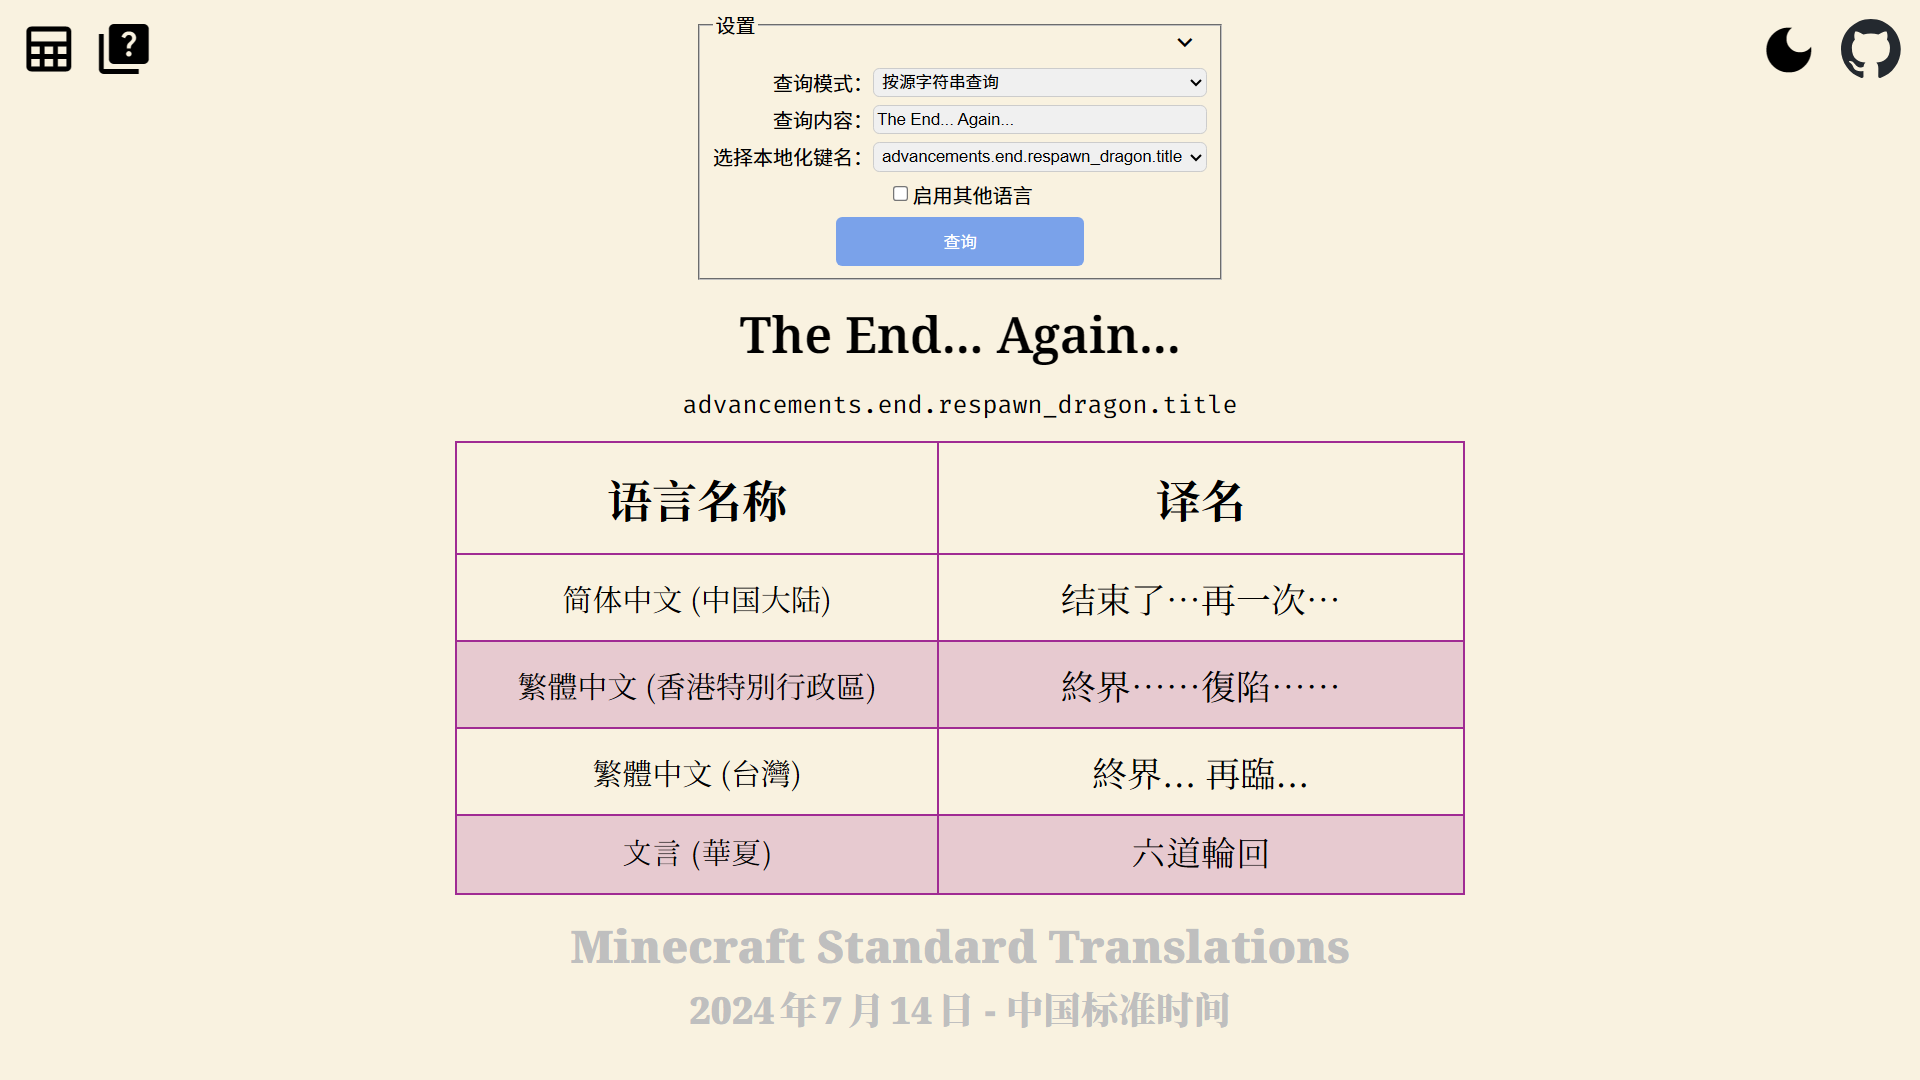 设置
查询模式： 按源字符串查询
查询内容： The End... Again...
选择本地化键名： advancements.end.respawn_dragon.title
启用其他语言
查询
The End... Again...
advancements.end.respawn_dragon.title
语言名称 译名
简体中文 (中国大陆) 结束了…再一次…
繁體中文 (香港特別行政區) 終界……復陷……
繁體中文 (台灣) 終界... 再臨...
文言 (華夏) 六道輪回
Minecraft Standard Translations
2024年7月14日 - 中国标准时间